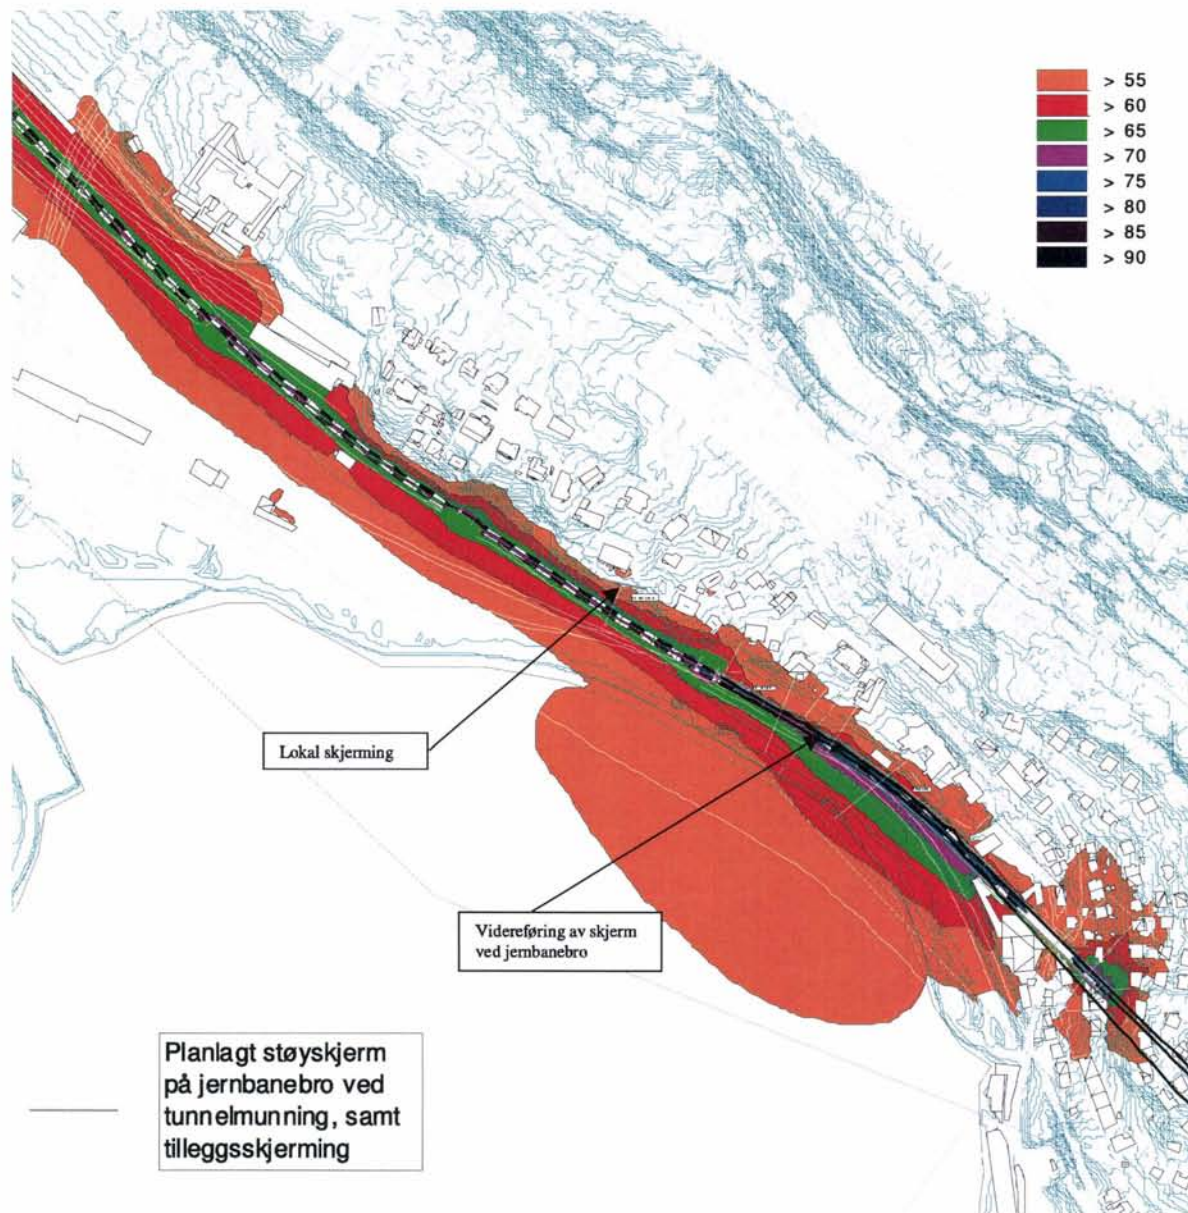 > 55
> 60
> 65
> 70
> 75
> 80
> 85
> 90
Lokal skjerming
Videreføring av skjerm
ved jernbanebro
Planlagt støyskjerm
på jernbanebro ved
tunnelmunning, samt
tilleggsskjerming